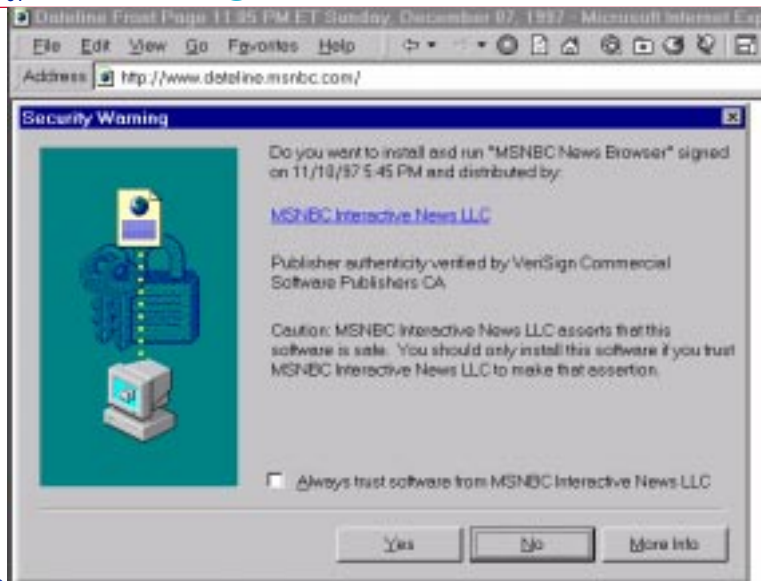 Dateline Front Page 11:05 PM ET Sunday, December 07, 1997 - Microsoft Internet Exp
File Edit View Go Favorites Help
Address http://www.dateline.msnbc.com/
Security Warning
Do you want to install and run "MSNBC News Browser" signed
on 11/10/97 5:45 PM and distributed by:
MSNBC Interactive News LLC
Publisher authenticity verified by VeriSign Commercial
Software Publishers CA
Caution: MSNBC Interactive News LLC asserts that this
software is safe. You should only install this software if you trust
MSNBC Interactive News LLC to make that assertion.
Always trust software from MSNBC Interactive News LLC
Yes No More Info